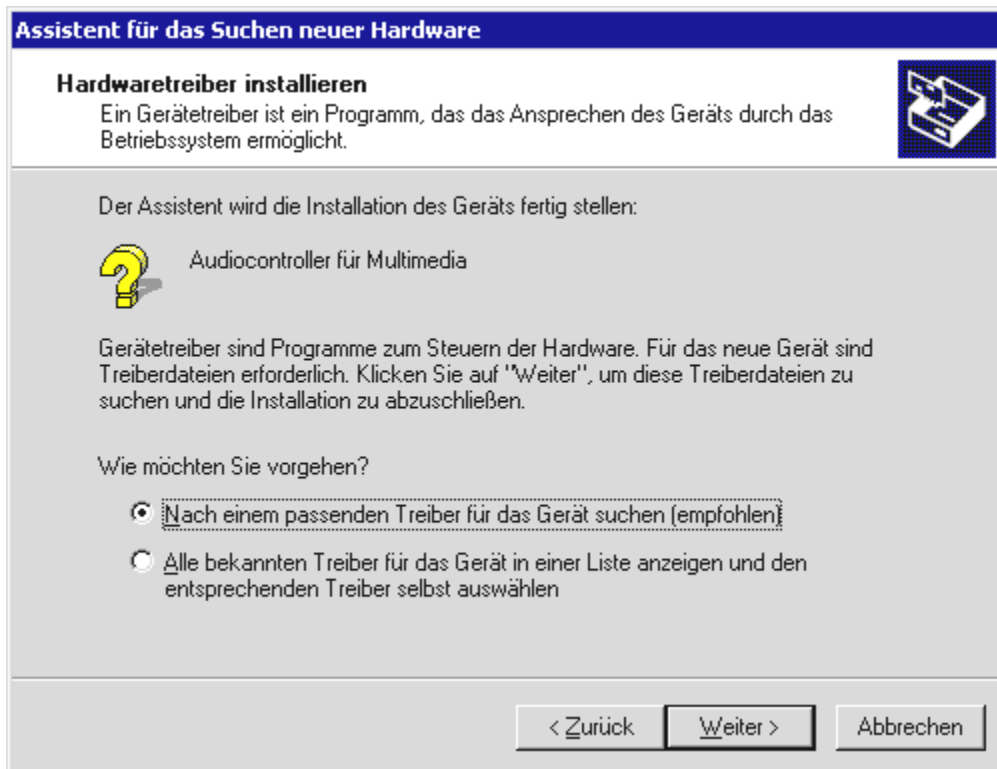 Assistent für das Suchen neuer Hardware
Hardwaretreiber installieren
Ein Gerätetreiber ist ein Programm, das das Ansprechen des Geräts durch das
Betriebssystem ermöglicht.
Der Assistent wird die Installation des Geräts fertig stellen:
Audiocontroller für Multimedia
Gerätetreiber sind Programme zum Steuern der Hardware. Für das neue Gerät sind
Treiberdateien erforderlich. Klicken Sie auf "Weiter", um diese Treiberdateien zu
suchen und die Installation zu abzuschließen.
Wie möchten Sie vorgehen?
Nach einem passenden Treiber für das Gerät suchen (empfohlen)
Alle bekannten Treiber für das Gerät in einer Liste anzeigen und den
entsprechenden Treiber selbst auswählen
< Zurück
Weiter >
Abbrechen